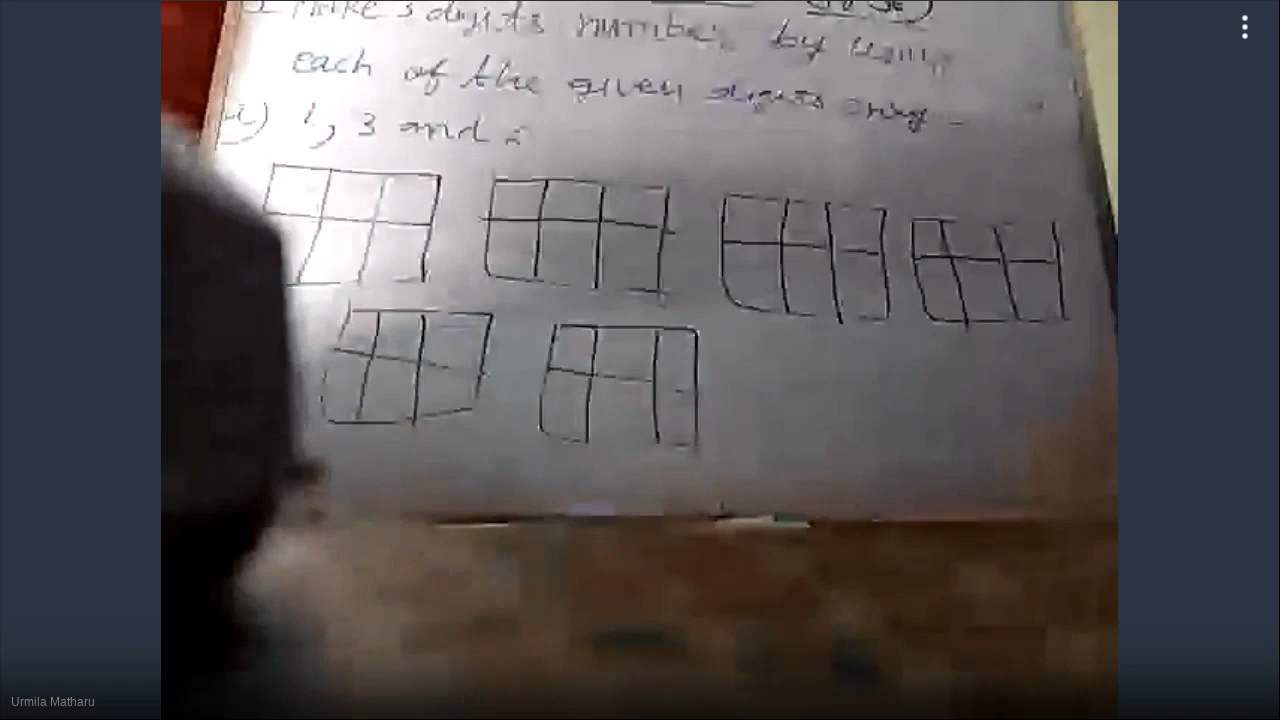 Make 3 digits number by using
each of the given digits only -
i) 1, 3 and
Urmila Matharu